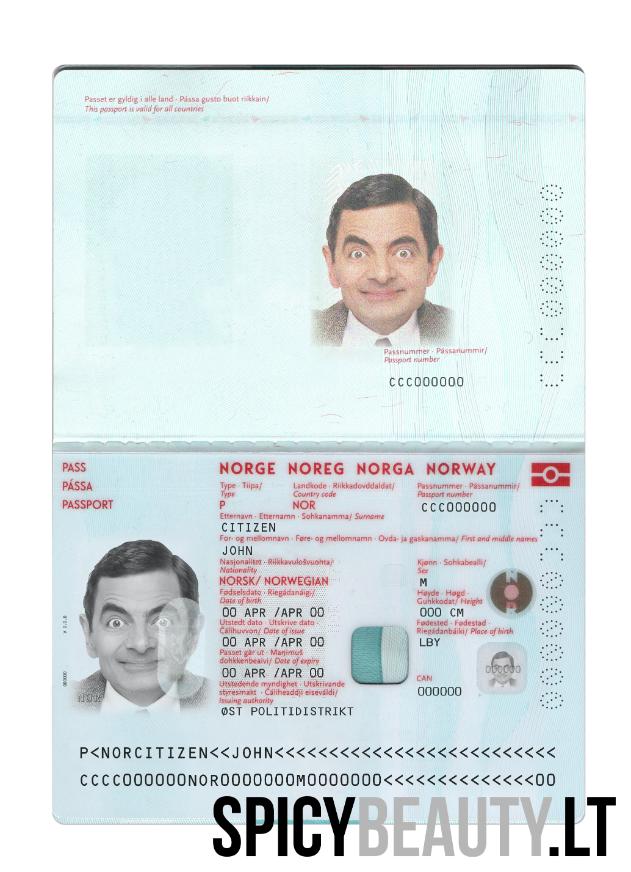 Passet er gyldig i alle land · Pássa gusto buot riikkain/
This passport is valid for all countries
Passnummer · Pássanummir/
Passport number
CCC000000
PASS
PÁSSA
PASSPORT
NORGE NOREG NORGA NORWAY
Type · Tiipa/ Landkode · Riikkadovddaldat/ Passnummer · Pássanummir/
Type Country code Passport number
P NOR CCC000000
Etternavn · Etternamn · Sohkanamma/ Surname
CITIZEN
For- og mellomnavn · Føre- og mellomnamn · Ovda- ja gaskanamma/ First and middle names
JOHN
Nasjonalitet · Riikkavulošvuohta/ Kjønn · Sohkabealli/
Nationality Sex
NORSK/ NORWEGIAN M
Fødselsdato · Riegádanáigi/ Høyde · Høgd ·
Date of birth Guhkkodat/ Height
00 APR /APR 00 000 CM
Utstedt dato · Utskrive dato · Fødested · Fødestad ·
Čálihuvvon/ Date of issue Riegádanbáiki/ Place of birth
00 APR /APR 00 LBY
Passet går ut · Manimuš
dohkkenbeaivi/ Date of expiry
00 APR /APR 00 CAN
Utstedende myndighet · Utskrivande 000000
styresmakt · Čáliheaddji eiseváldi/
Issuing authority
ØST POLITIDISTRIKT
P<NORCITIZEN<<JOHN<<<<<<<<<<<<<<<<<<<<<<<<<<
CCCC000000NOR0000000M0000000<<<<<<<<<<<<<<00
SPICYBEAUTY.LT